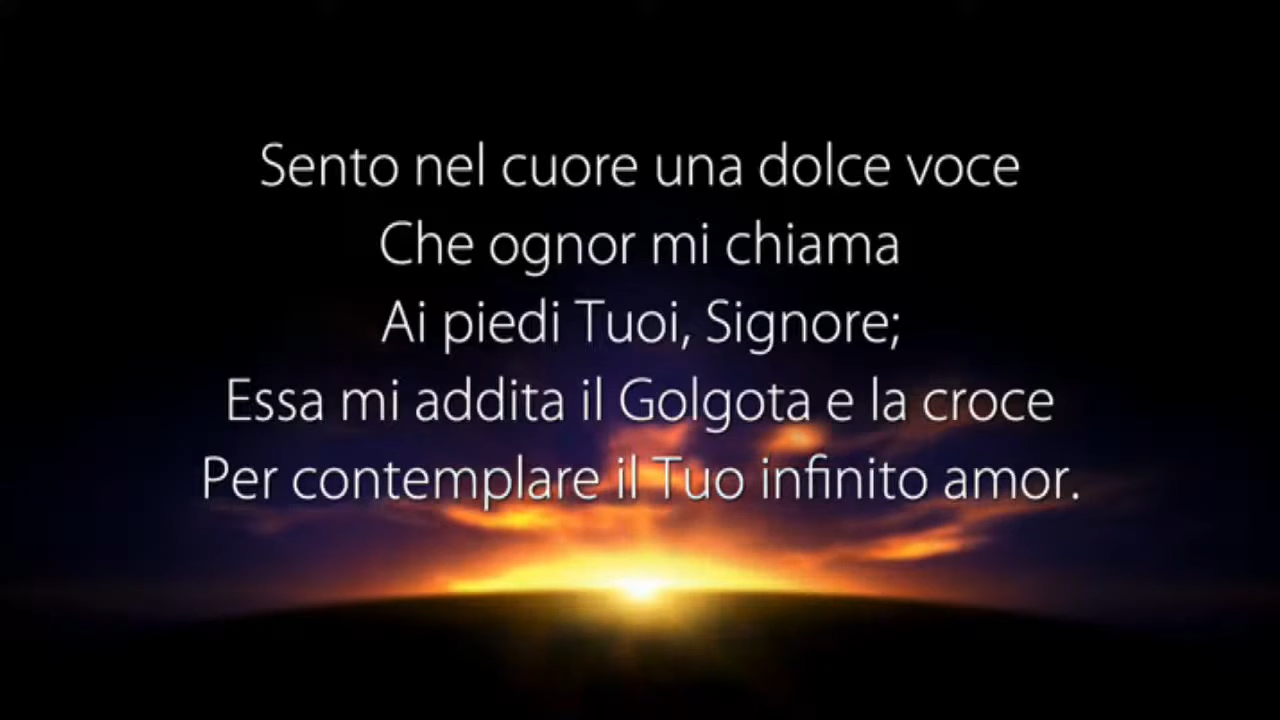 Sento nel cuore una dolce voce
Che ognor mi chiama
Ai piedi Tuoi, Signore;
Essa mi addita il Golgota e la croce
Per contemplare il Tuo infinito amor.